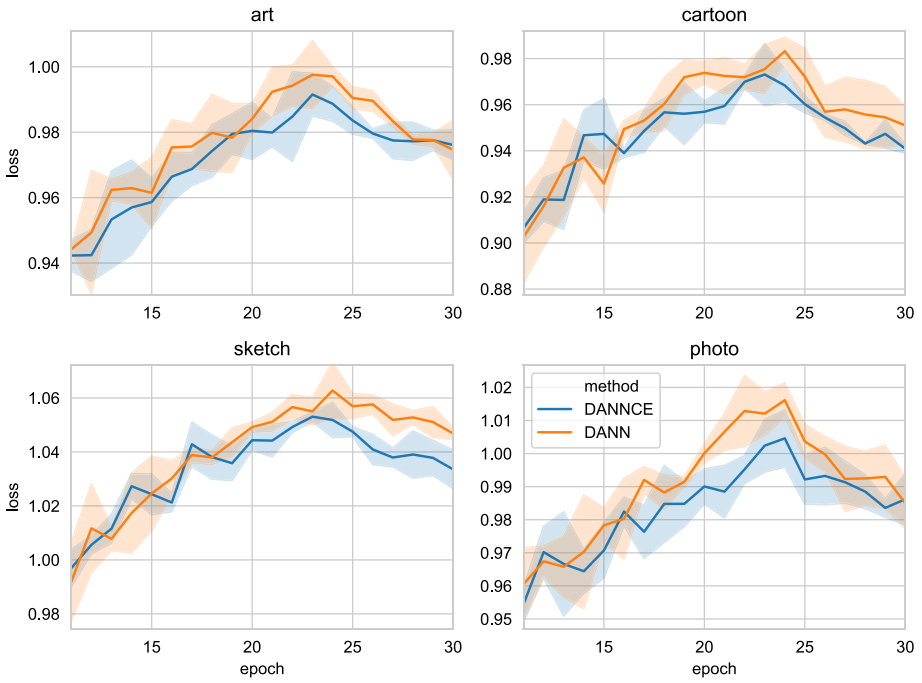 art
1.00
0.98
0.96
0.94
loss
15 20 25 30
cartoon
0.98
0.96
0.94
0.92
0.90
0.88
15 20 25 30
sketch
1.06
1.04
1.02
1.00
0.98
loss
15 20 25 30
epoch
photo
1.02
1.01
1.00
0.99
0.98
0.97
0.96
0.95
method
DANNCE
DANN
15 20 25 30
epoch